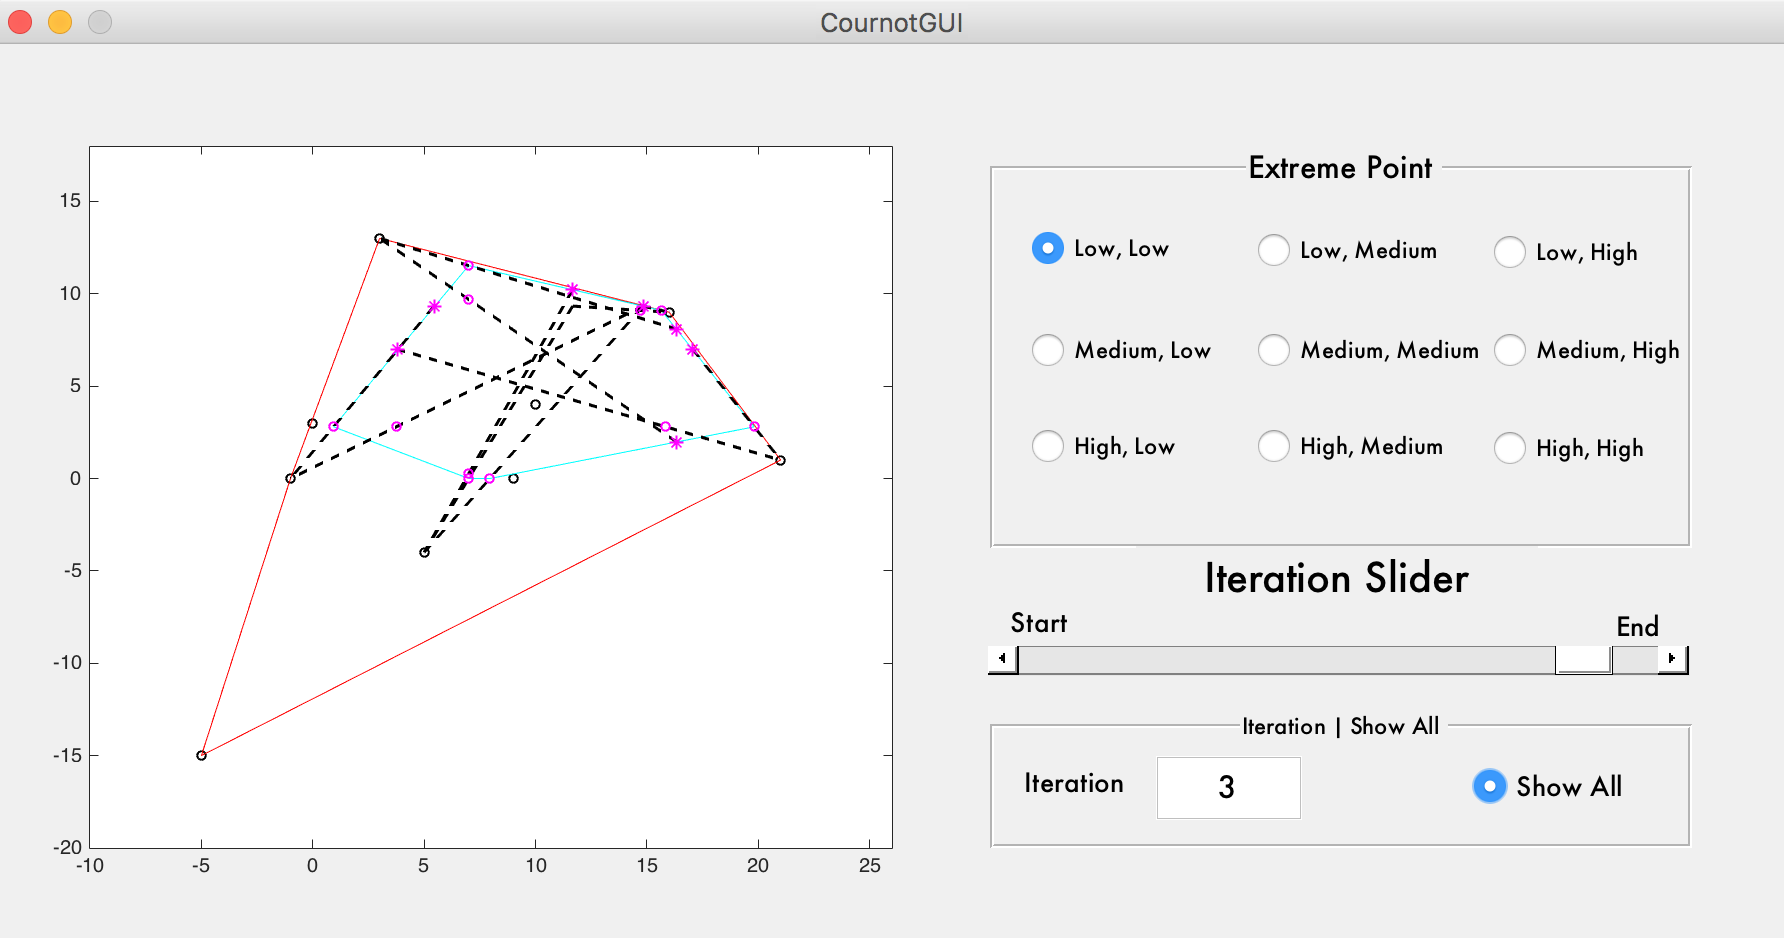 CournotGUI
15
10
5
0
-5
-10
-15
-20
-10 -5 0 5 10 15 20 25
Extreme Point
Low, Low Low, Medium Low, High
Medium, Low Medium, Medium Medium, High
High, Low High, Medium High, High
Iteration Slider
Start End
Iteration | Show All
Iteration 3 Show All